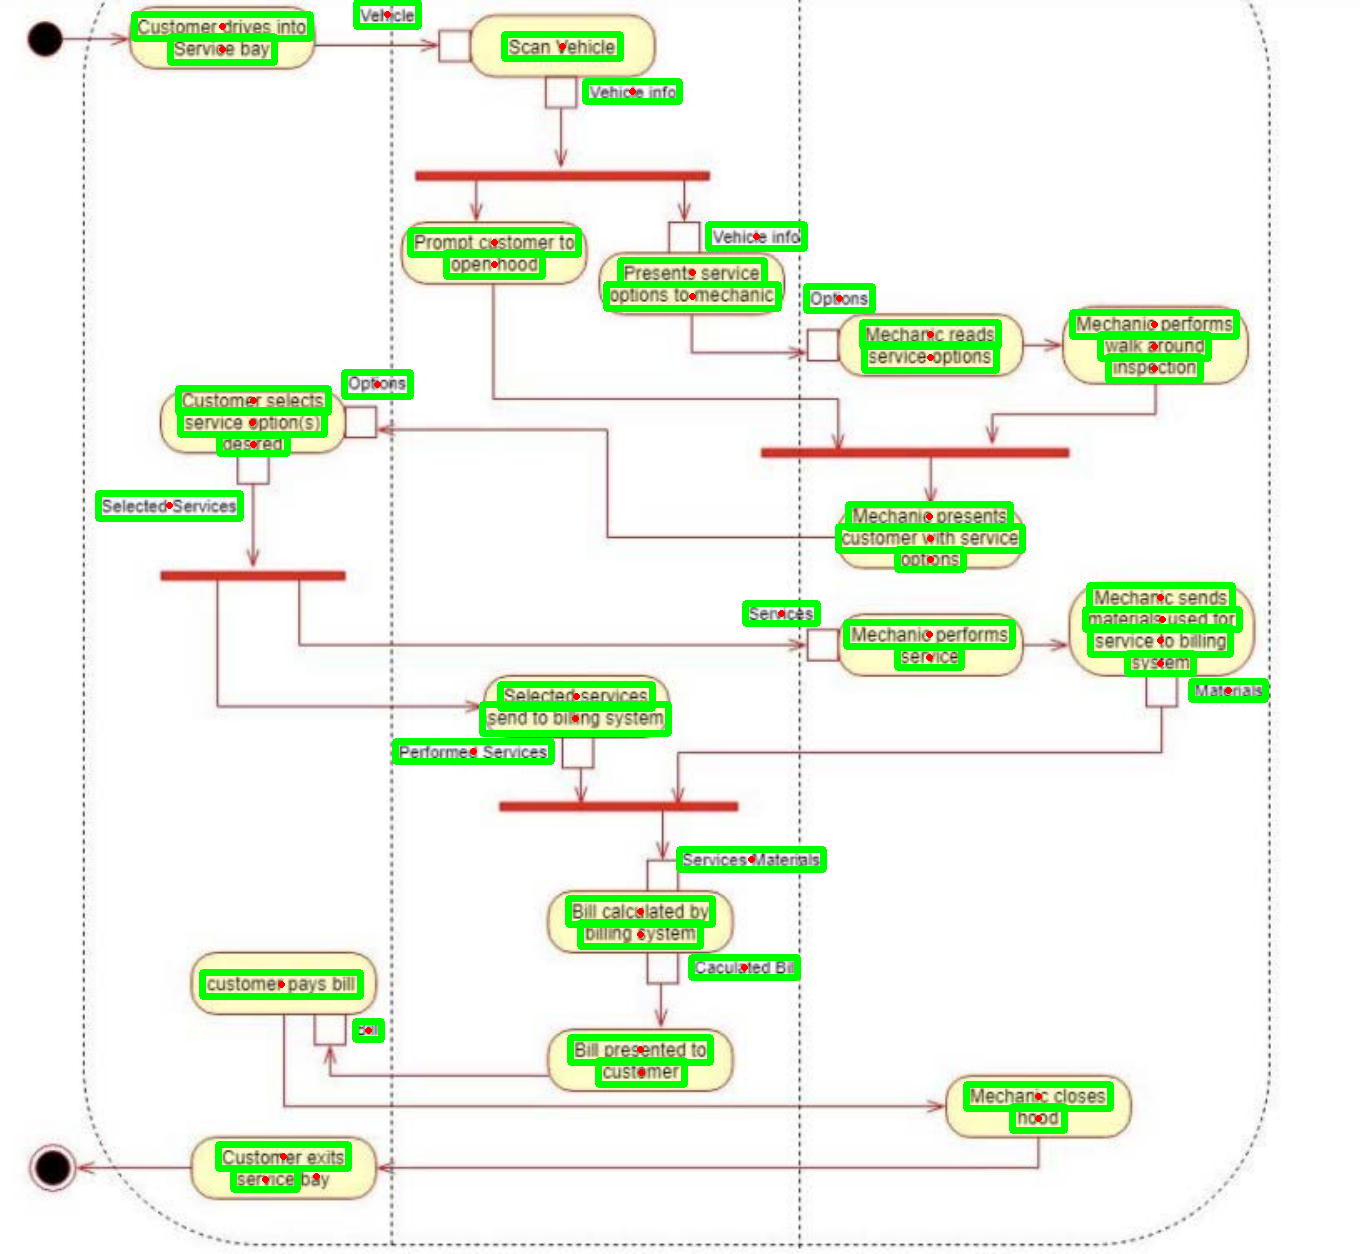 Vehicle
Customer drives into
Service bay
Scan Vehicle
Vehicle info
Prompt customer to
open hood
Vehicle info
Presents service
options to mechanic
Options
Mechanic reads
service options
Mechanic performs
walk around
inspection
Options
Customer selects
service option(s)
desired
Selected Services
Mechanic presents
customer with service
options
Services
Mechanic performs
service
Mechanic sends
materials used for
service to billing
system
Materials
Selected services
send to billing system
Performed Services
Services Materials
Bill calculated by
billing system
Caculated Bill
customer pays bill
Bill
Bill presented to
customer
Mechanic closes
hood
Customer exits
service bay